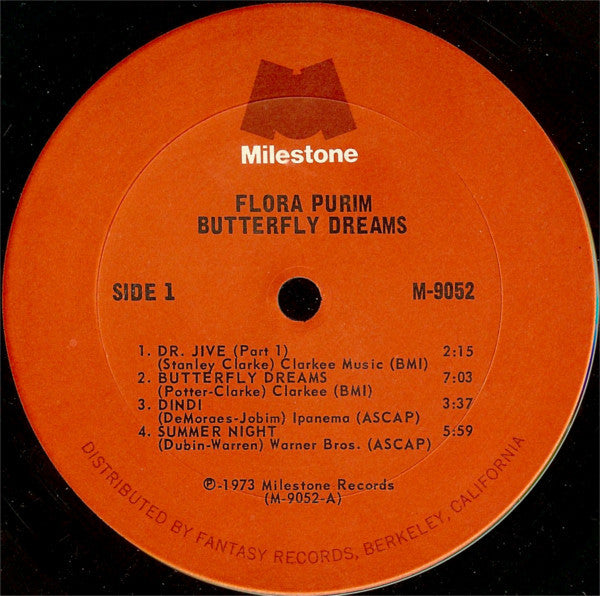 Milestone
FLORA PURIM
BUTTERFLY DREAMS
SIDE 1 M-9052
1. DR. JIVE (Part 1) 2:15
(Stanley Clarke) Clarkee Music (BMI)
2. BUTTERFLY DREAMS 7:03
(Potter-Clarke) Clarkee (BMI)
3. DINDI 3:37
(DeMoraes-Jobim) Ipanema (ASCAP)
4. SUMMER NIGHT 5:59
(Dubin-Warren) Warner Bros. (ASCAP)
℗-1973 Milestone Records
(M-9052-A)
DISTRIBUTED BY FANTASY RECORDS, BERKELEY, CALIFORNIA